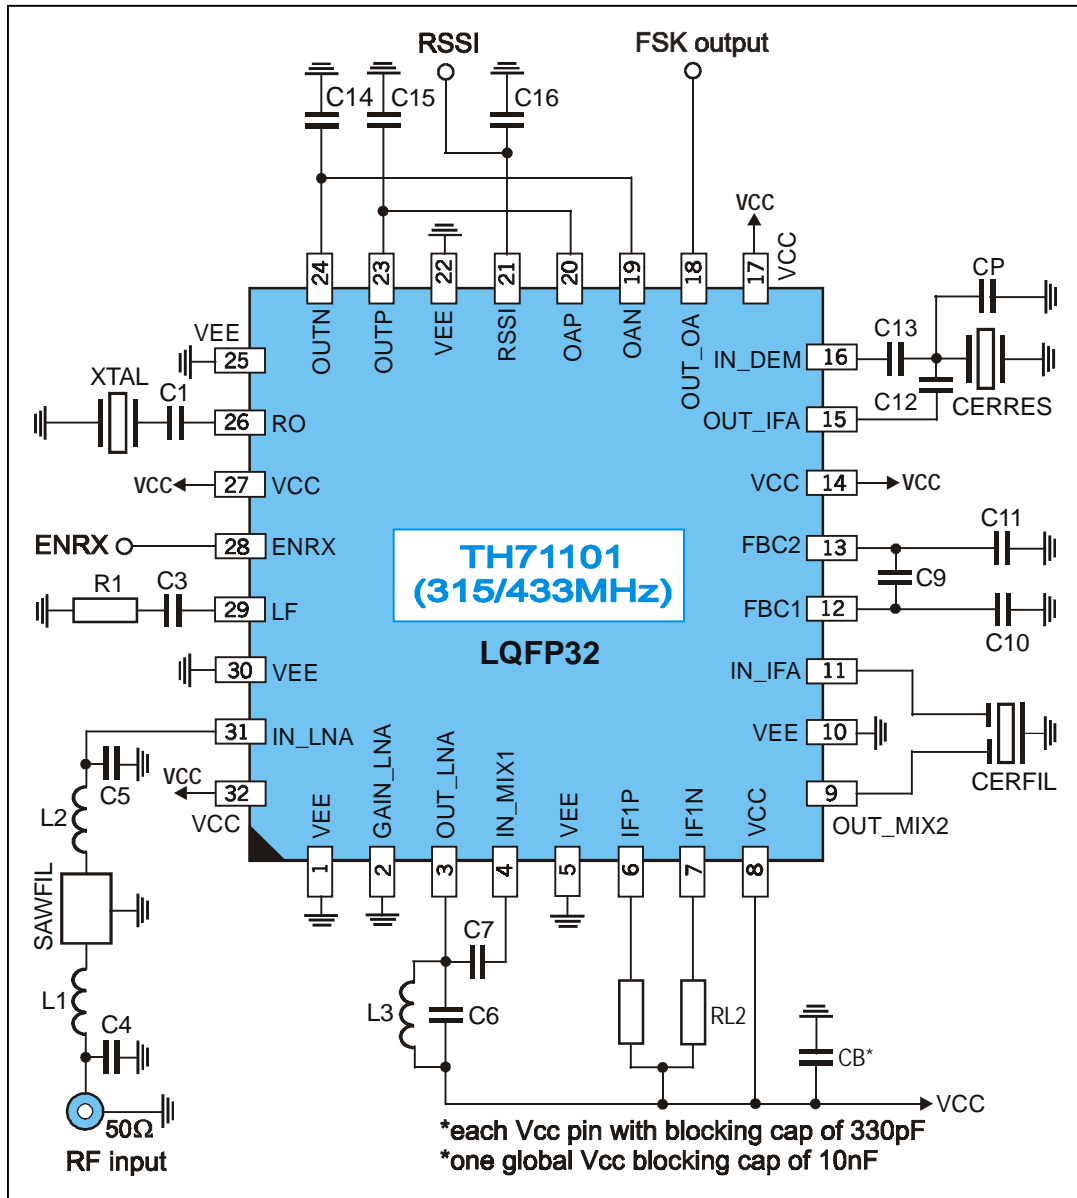 RSSI
FSK output
C14
C15
C16
VCC
VCC
24
23
22
21
20
19
18
17
OUTN
OUTP
VEE
RSSI
OAP
OAN
OUT_OA
CP
C13
CERRES
C12
VEE
25
XTAL
C1
26
RO
VCC
27
VCC
ENRX
28
ENRX
R1
C3
29
LF
30
VEE
31
IN_LNA
C5
VCC
32
VCC
L2
SAWFIL
L1
C4
50Ω
RF input
IN_DEM
16
OUT_IFA
15
VCC
14
VCC
FBC2
13
C11
C9
FBC1
12
C10
IN_IFA
11
VEE
10
CERFIL
9
OUT_MIX2
TH71101
(315/433MHz)
LQFP32
VEE
GAIN_LNA
OUT_LNA
IN_MIX1
VEE
IF1P
IF1N
VCC
1
2
3
4
5
6
7
8
C7
L3
C6
RL2
CB*
VCC
*each Vcc pin with blocking cap of 330pF
*one global Vcc blocking cap of 10nF